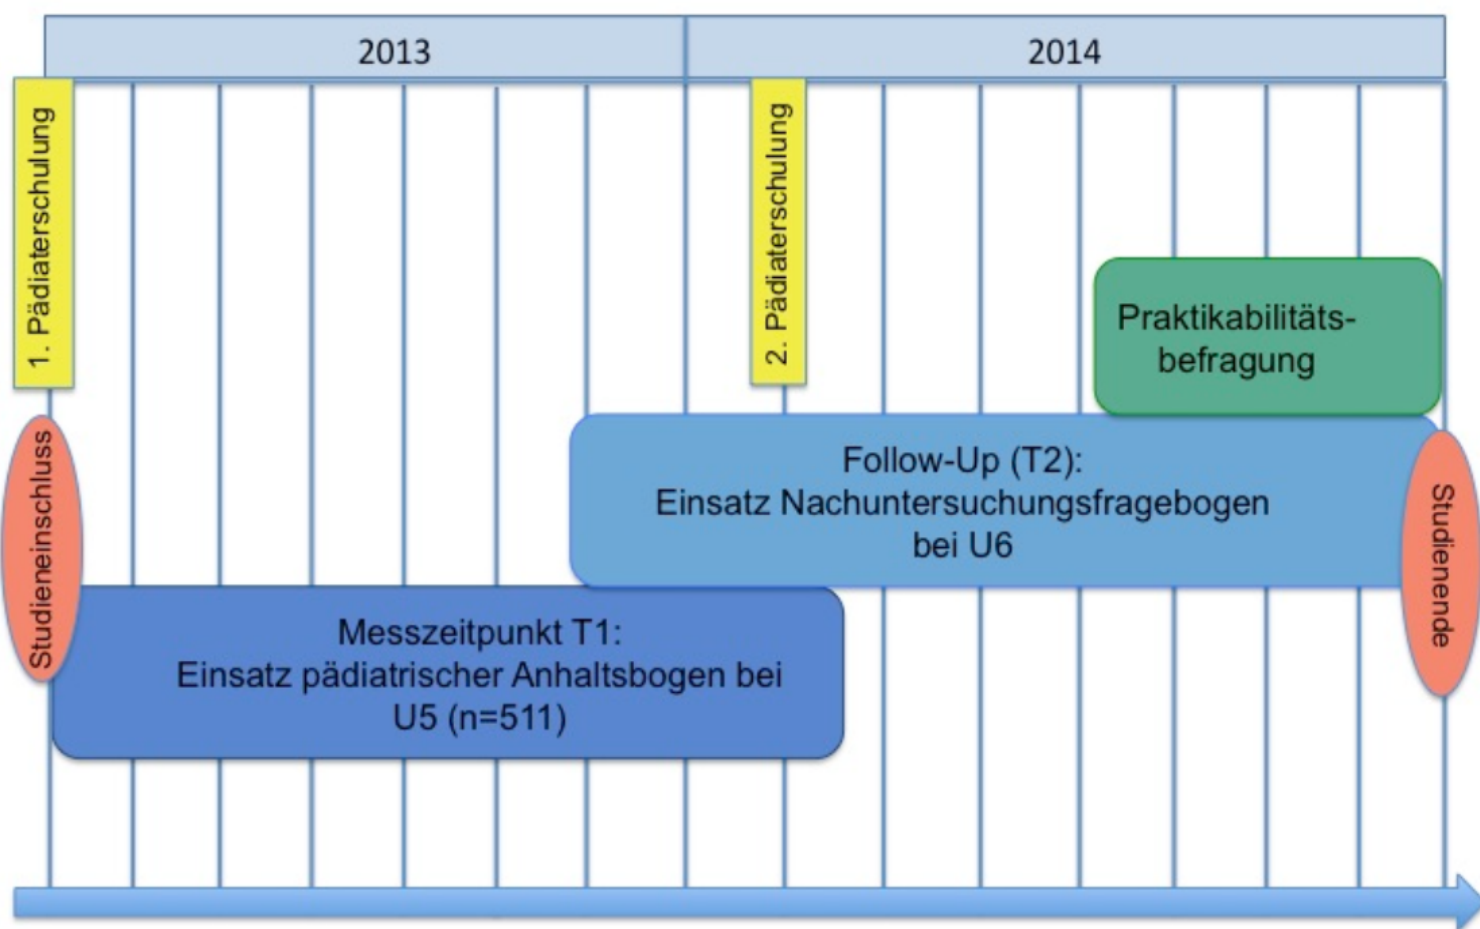 2013
2014
1. Pädiaterschulung
2. Pädiaterschulung
Praktikabilitäts-
befragung
Follow-Up (T2):
Einsatz Nachuntersuchungsfragebogen
bei U6
Studieneinschluss
Studienende
Messzeitpunkt T1:
Einsatz pädiatrischer Anhaltsbogen bei
U5 (n=511)